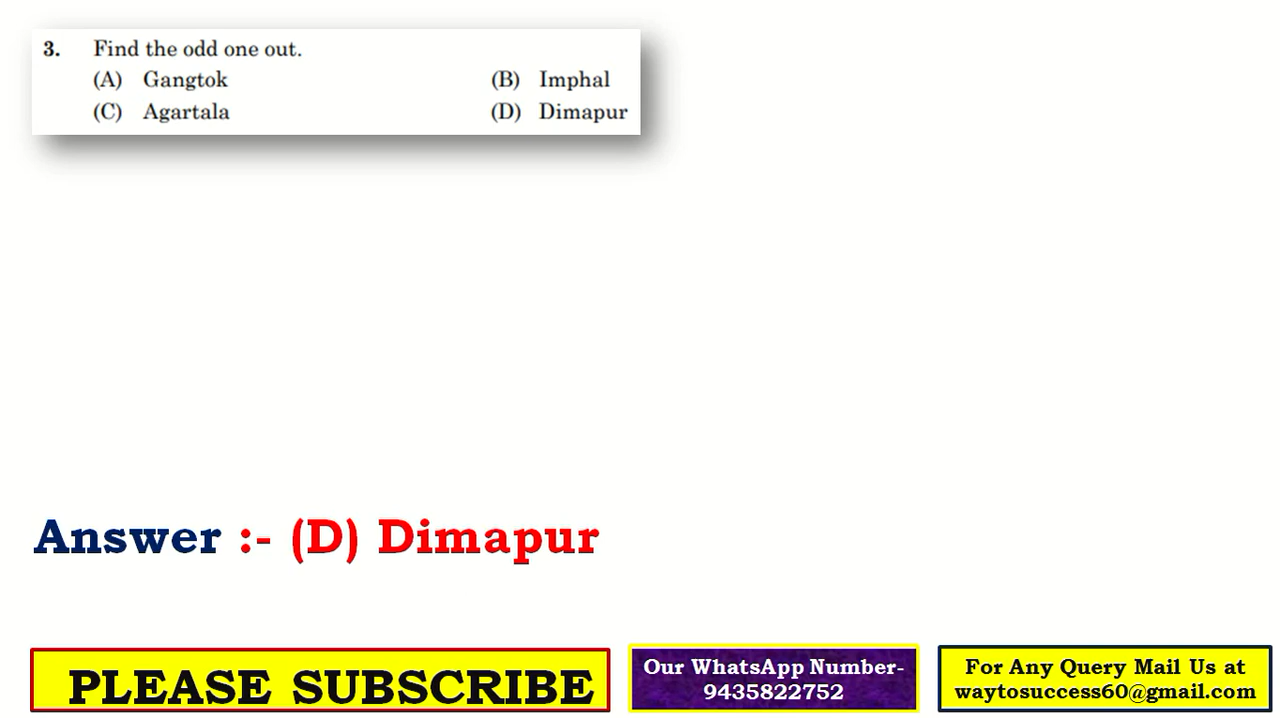 3. Find the odd one out.
(A) Gangtok (B) Imphal
(C) Agartala (D) Dimapur
Answer :- (D) Dimapur
PLEASE SUBSCRIBE
Our WhatsApp Number-
9435822752
For Any Query Mail Us at
waytosuccess60@gmail.com